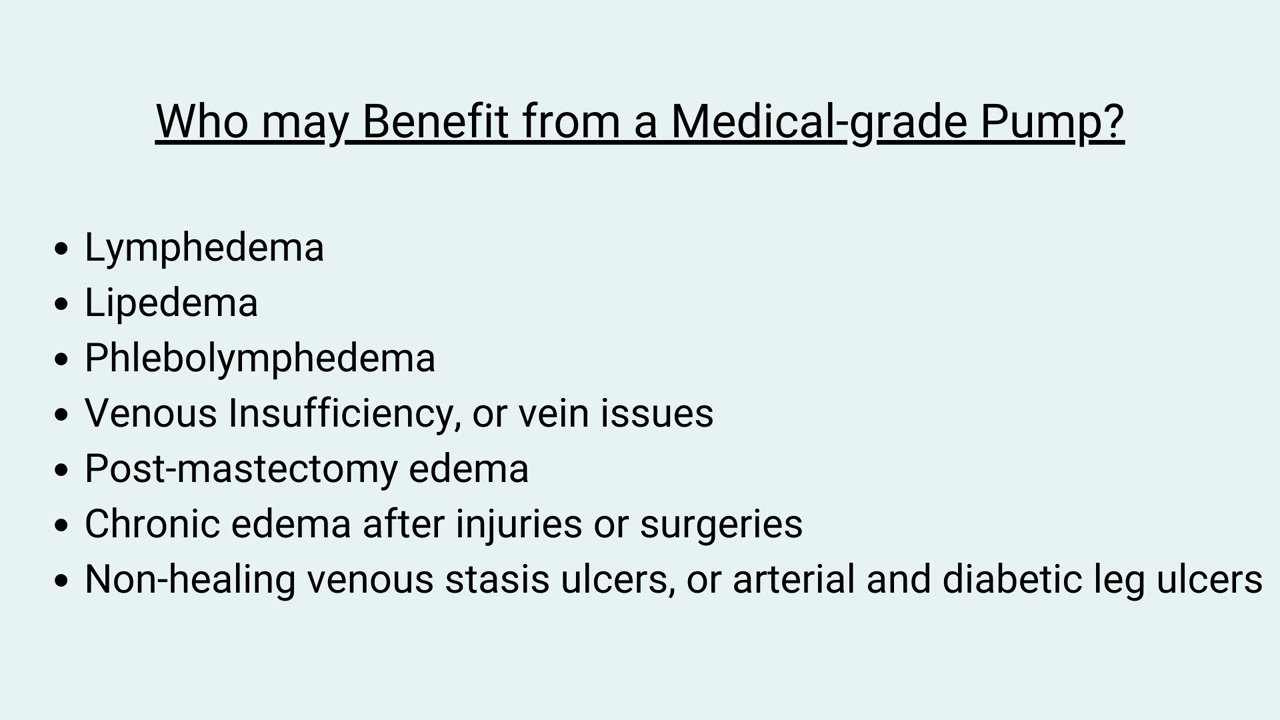 Who may Benefit from a Medical-grade Pump?
• Lymphedema
• Lipedema
• Phlebolymphedema
• Venous Insufficiency, or vein issues
• Post-mastectomy edema
• Chronic edema after injuries or surgeries
• Non-healing venous stasis ulcers, or arterial and diabetic leg ulcers